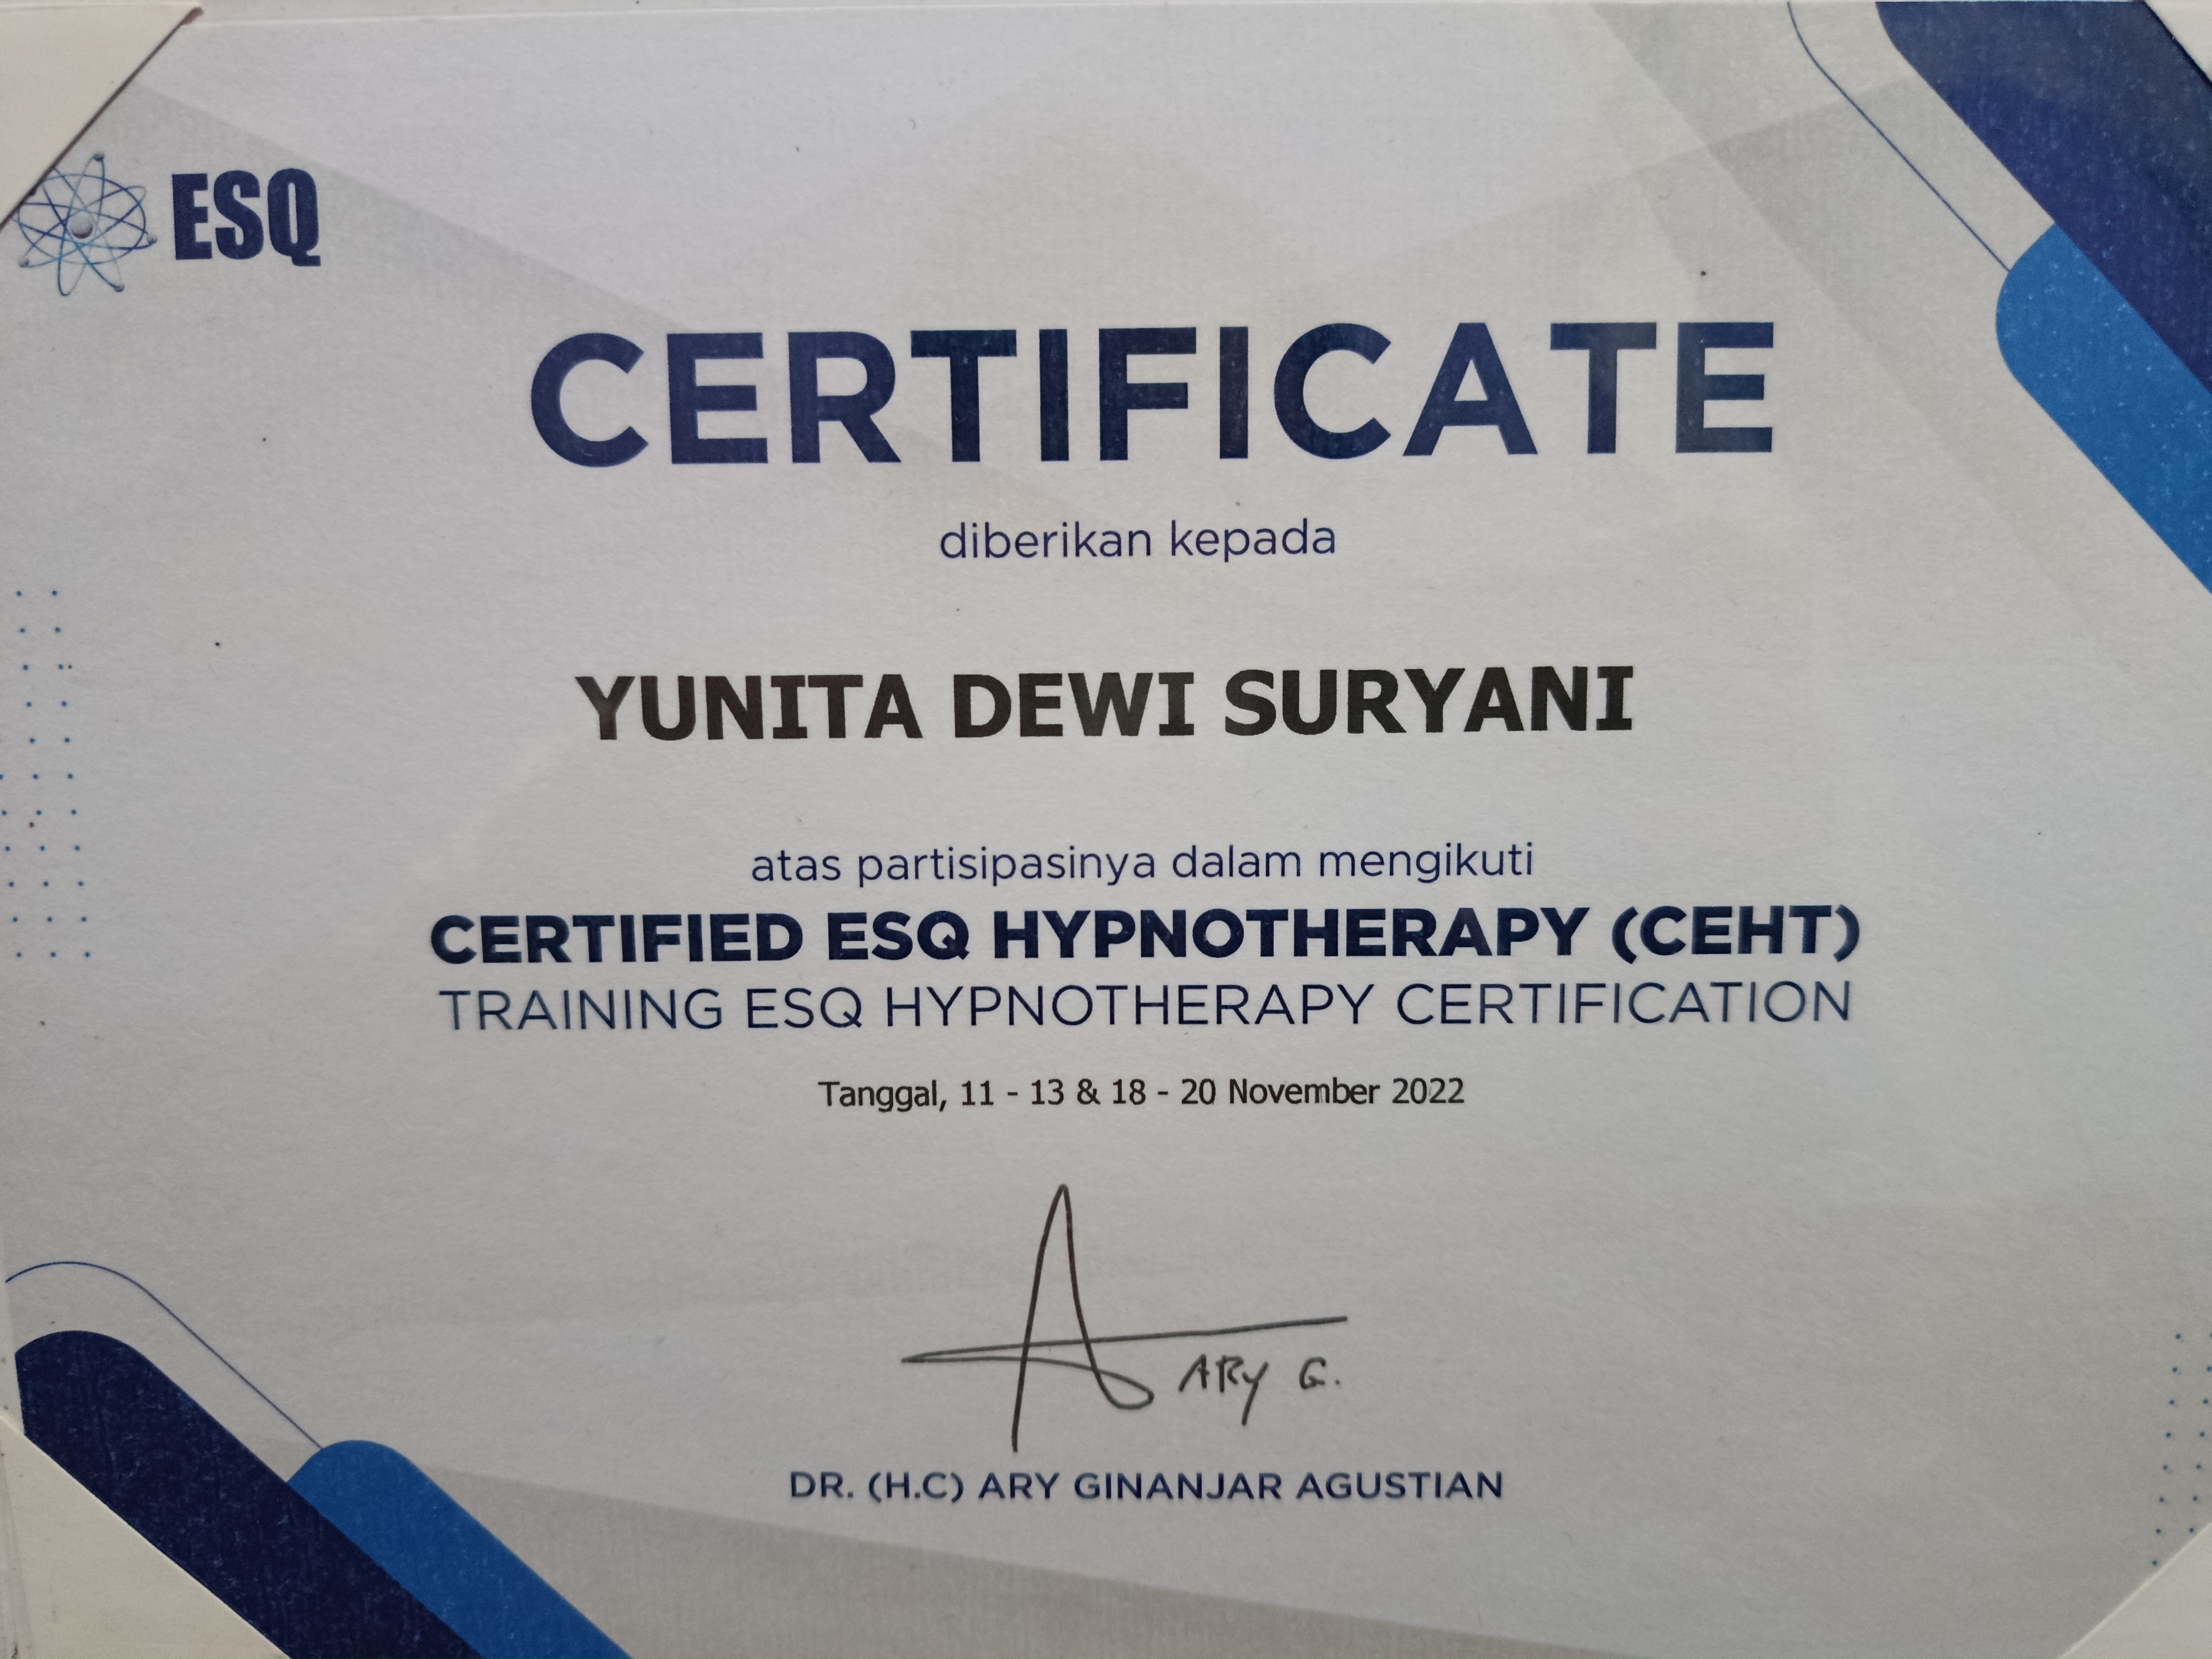 ESQ
CERTIFICATE
diberikan kepada
YUNITA DEWI SURYANI
atas partisipasinya dalam mengikuti
CERTIFIED ESQ HYPNOTHERAPY (CEHT)
TRAINING ESQ HYPNOTHERAPY CERTIFICATION
Tanggal, 11 - 13 & 18 - 20 November 2022
ARY G.
DR. (H.C) ARY GINANJAR AGUSTIAN